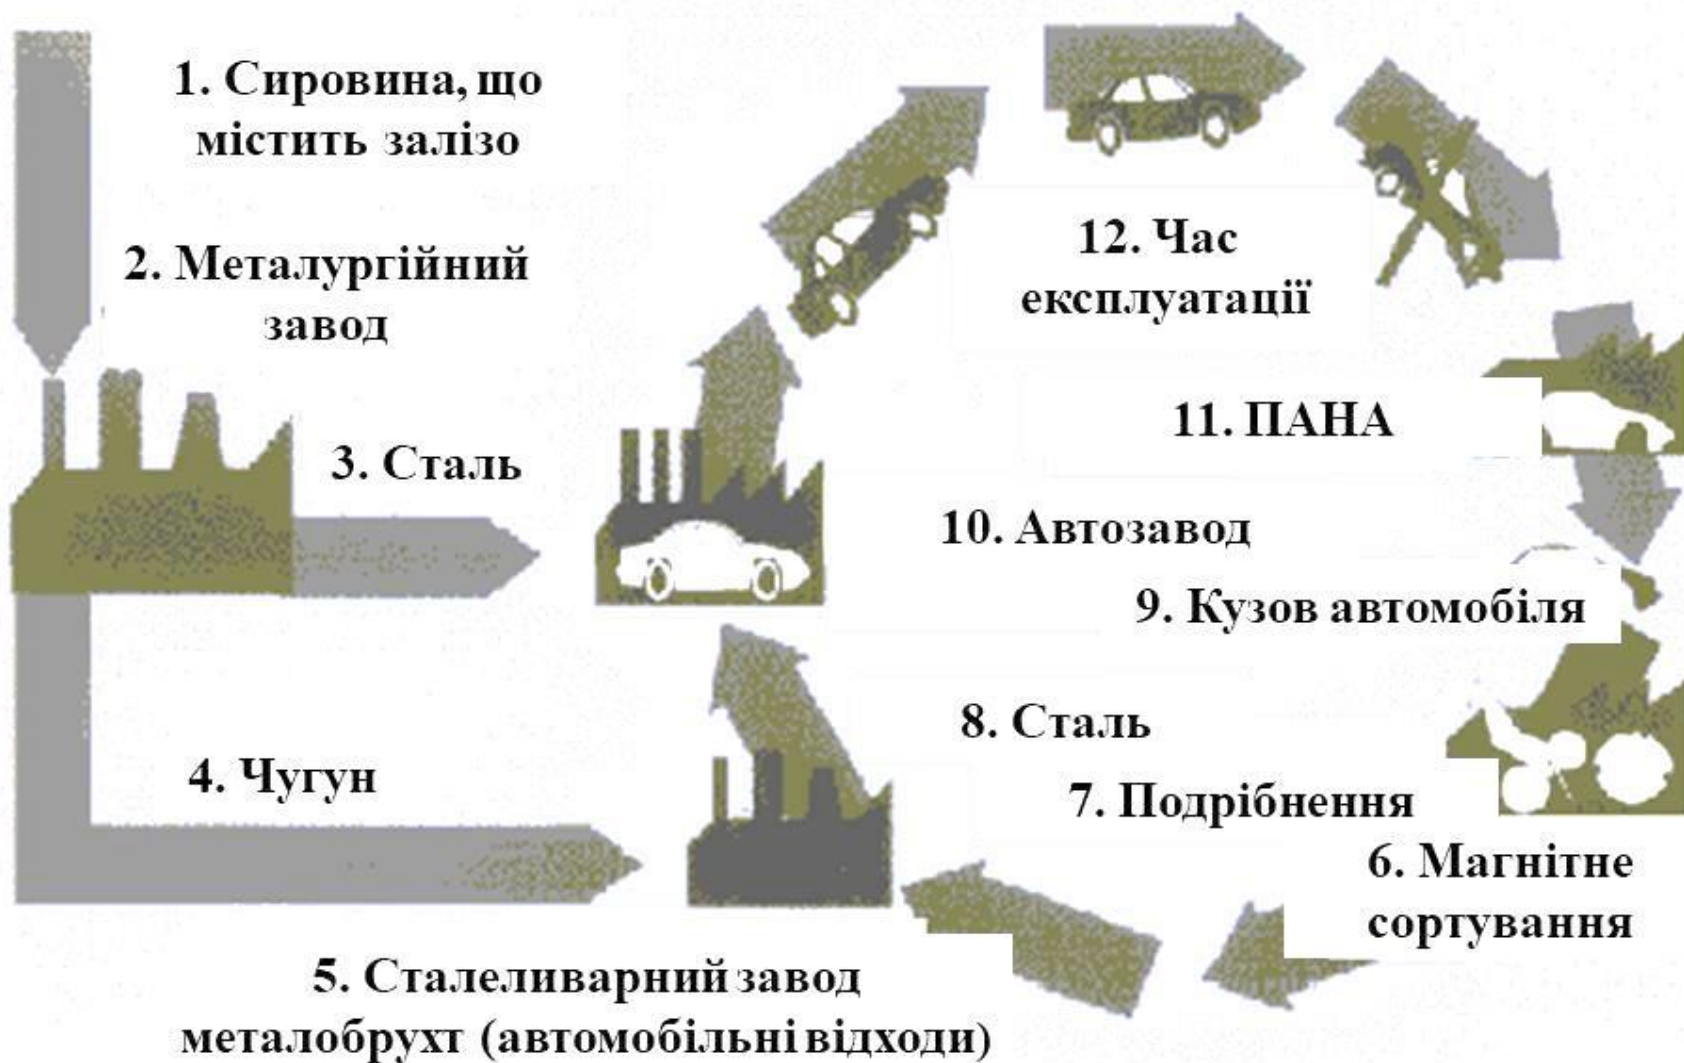 1. Сировина, що
містить залізо
2. Металургійний
завод
3. Сталь
4. Чугун
5. Сталеливарний завод
металобрухт (автомобільні відходи)
6. Магнітне
сортування
7. Подрібнення
8. Сталь
9. Кузов автомобіля
10. Автозавод
11. ПАНА
12. Час
експлуатації